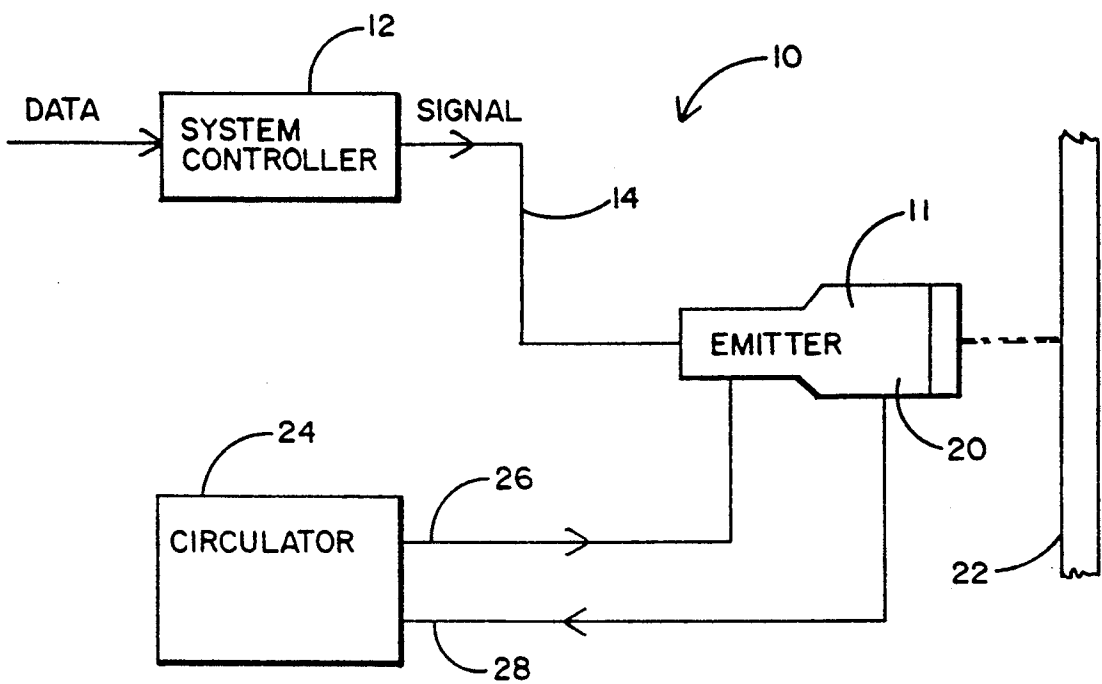 12
10
DATA
SIGNAL
SYSTEM
CONTROLLER
14
11
EMITTER
20
24
26
CIRCULATOR
22
28